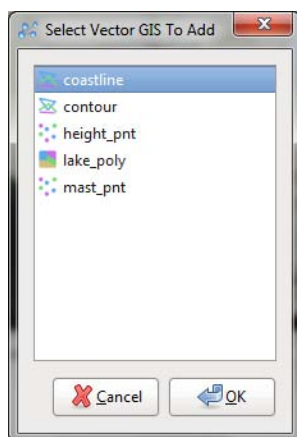 Select Vector GIS To Add
coastline
contour
height_pnt
lake_poly
mast_pnt
Cancel
OK